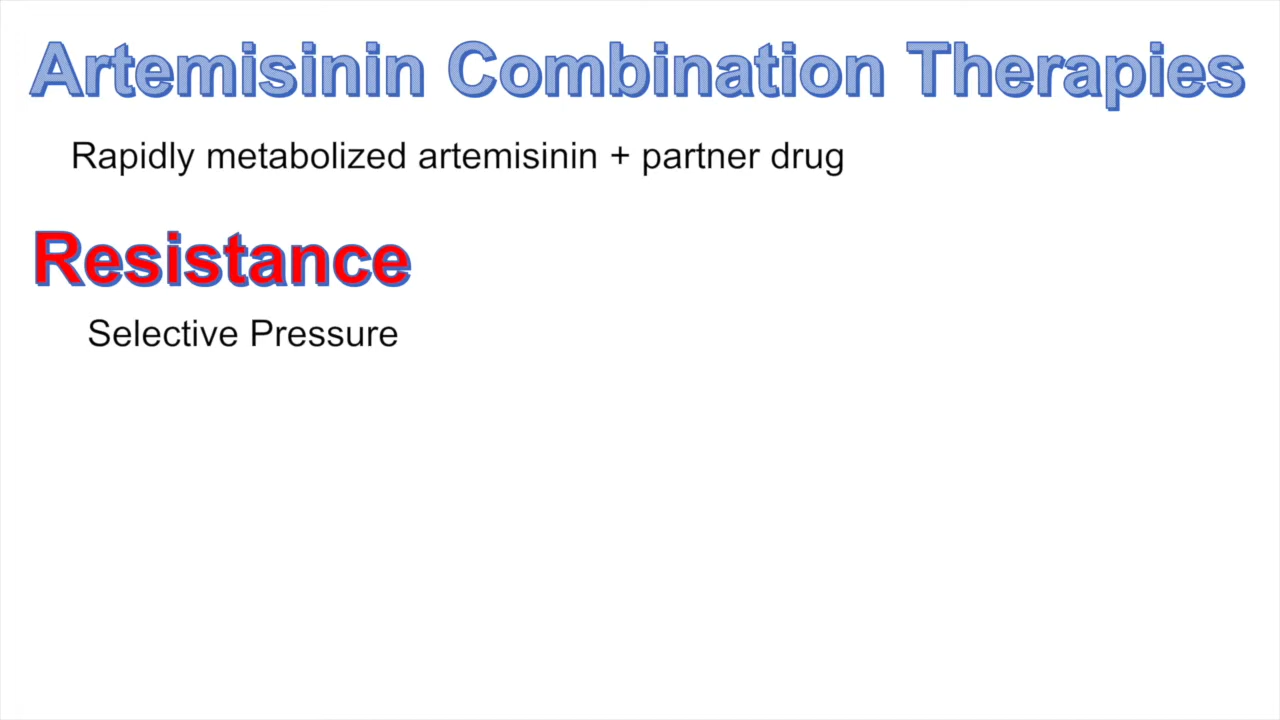 Artemisinin Combination Therapies
Rapidly metabolized artemisinin + partner drug
Resistance
Selective Pressure